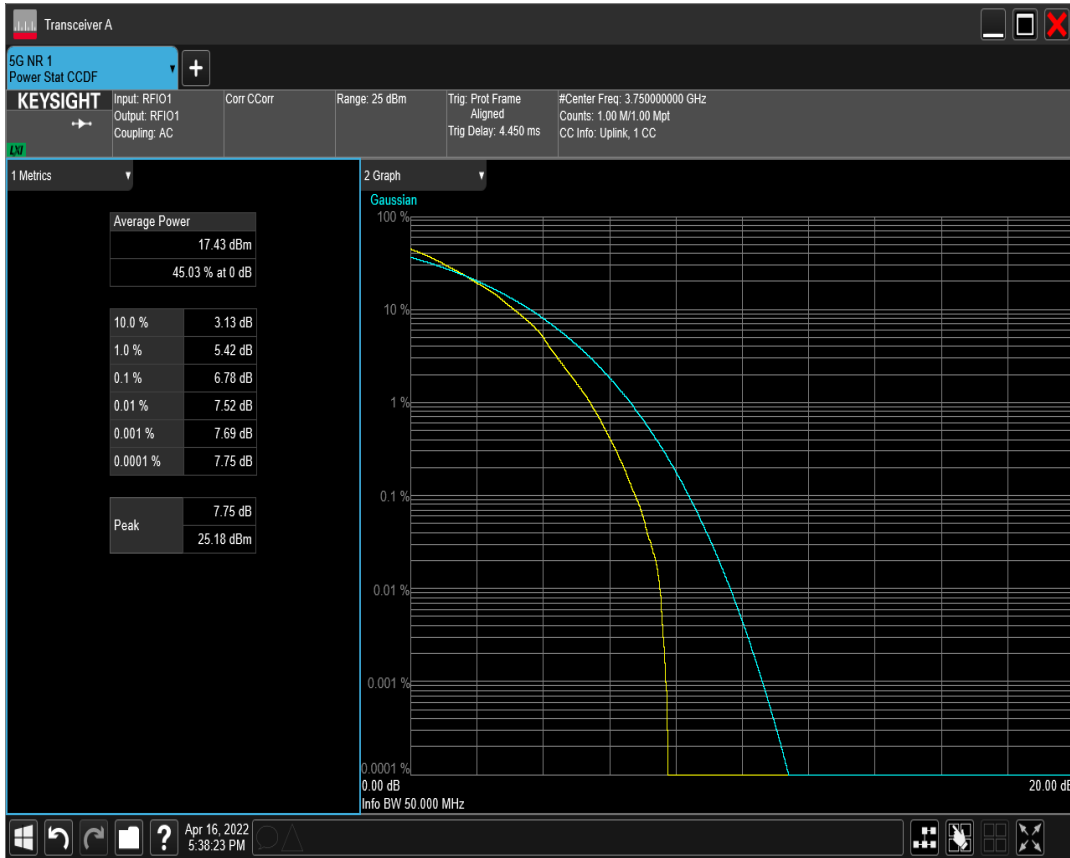 Transceiver A
5G NR 1
Power Stat CCDF
+
KEYSIGHT
LXI
Input: RFIO1
Output: RFIO1
Coupling: AC
Corr CCorr
Range: 25 dBm
Trig: Prot Frame
Aligned
Trig Delay: 4.450 ms
#Center Freq: 3.750000000 GHz
Counts: 1.00 M/1.00 Mpt
CC Info: Uplink, 1 CC
1 Metrics
Average Power
17.43 dBm
45.03 % at 0 dB
10.0 % 3.13 dB
1.0 % 5.42 dB
0.1 % 6.78 dB
0.01 % 7.52 dB
0.001 % 7.69 dB
0.0001 % 7.75 dB
Peak
7.75 dB
25.18 dBm
2 Graph
Gaussian
100 %
10 %
1 %
0.1 %
0.01 %
0.001 %
0.0001 %
0.00 dB 20.00 dB
Info BW 50.000 MHz
?
Apr 16, 2022
5:38:23 PM